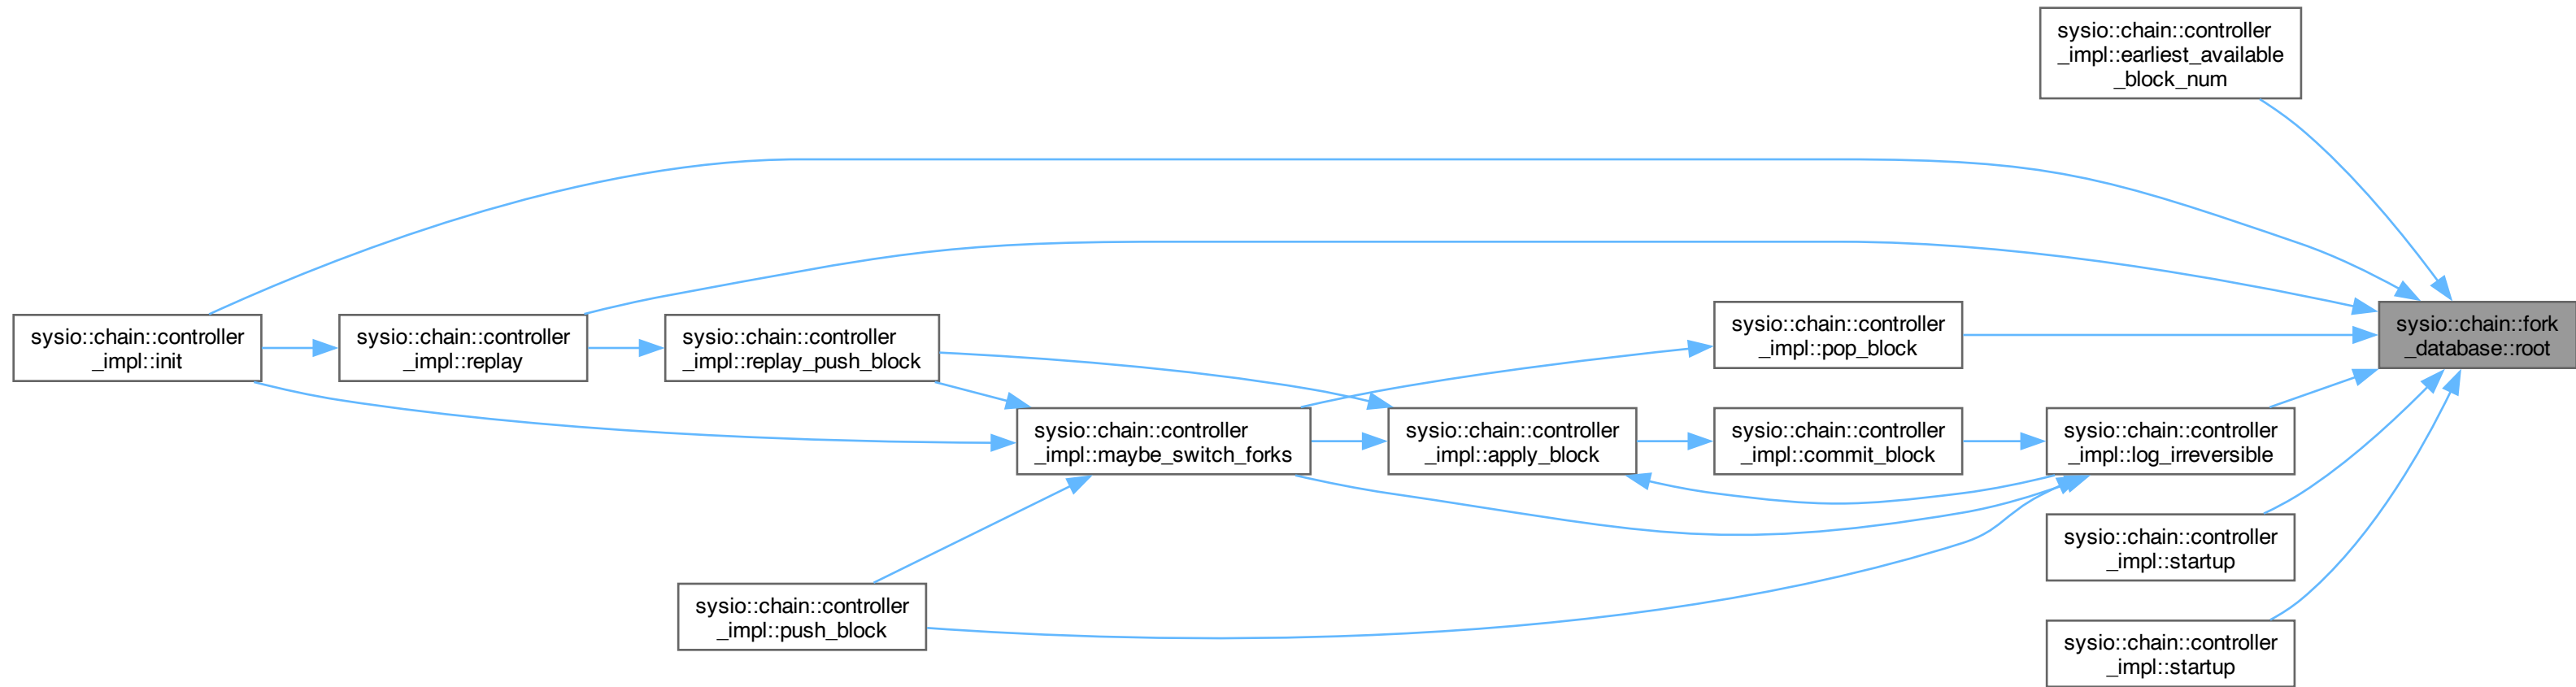 sysio::chain::controller
_impl::earliest_available
_block_num
sysio::chain::fork
_database::root
sysio::chain::controller
_impl::init
sysio::chain::controller
_impl::replay
sysio::chain::controller
_impl::replay_push_block
sysio::chain::controller
_impl::pop_block
sysio::chain::controller
_impl::maybe_switch_forks
sysio::chain::controller
_impl::apply_block
sysio::chain::controller
_impl::commit_block
sysio::chain::controller
_impl::log_irreversible
sysio::chain::controller
_impl::startup
sysio::chain::controller
_impl::push_block
sysio::chain::controller
_impl::startup